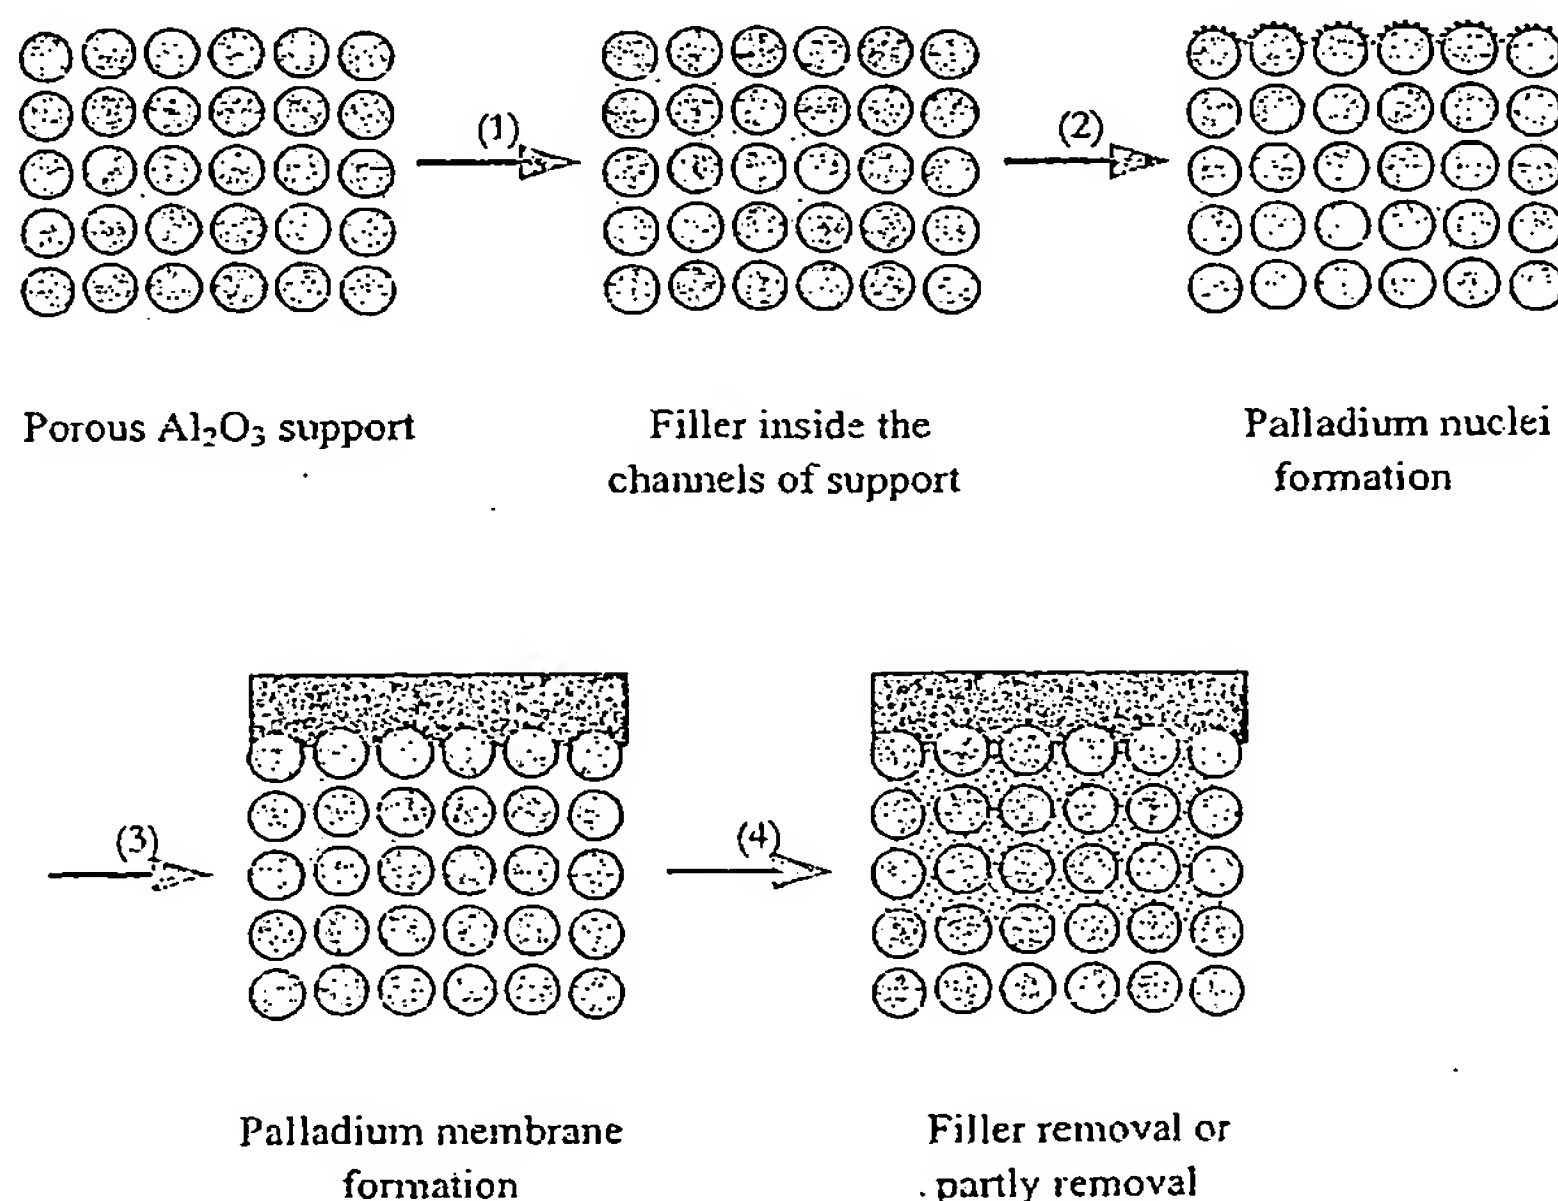 (1)
(2)
Porous Al₂O₃ support
Filler inside the
channels of support
Palladium nuclei
formation
(3)
(4)
Palladium membrane
formation
Filler removal or
partly removal